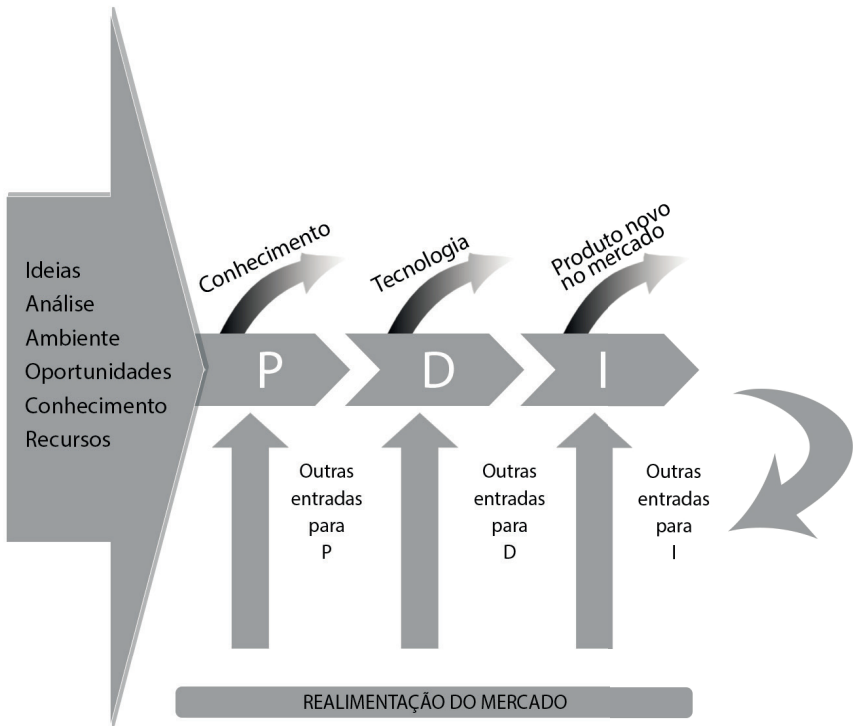 Ideias
Análise
Ambiente
Oportunidades
Conhecimento
Recursos
Conhecimento
Tecnologia
Produto novo
no mercado
P
D
I
Outras
entradas
para
P
Outras
entradas
para
D
Outras
entradas
para
I
REALIMENTAÇÃO DO MERCADO